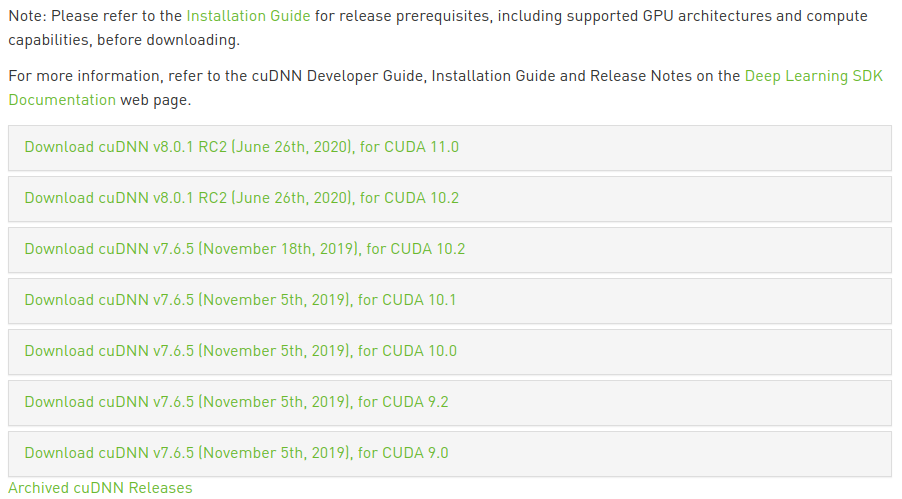 Note: Please refer to the Installation Guide for release prerequisites, including supported GPU architectures and compute
capabilities, before downloading.
For more information, refer to the cuDNN Developer Guide, Installation Guide and Release Notes on the Deep Learning SDK
Documentation web page.
Download cuDNN v8.0.1 RC2 (June 26th, 2020), for CUDA 11.0
Download cuDNN v8.0.1 RC2 (June 26th, 2020), for CUDA 10.2
Download cuDNN v7.6.5 (November 18th, 2019), for CUDA 10.2
Download cuDNN v7.6.5 (November 5th, 2019), for CUDA 10.1
Download cuDNN v7.6.5 (November 5th, 2019), for CUDA 10.0
Download cuDNN v7.6.5 (November 5th, 2019), for CUDA 9.2
Download cuDNN v7.6.5 (November 5th, 2019), for CUDA 9.0
Archived cuDNN Releases